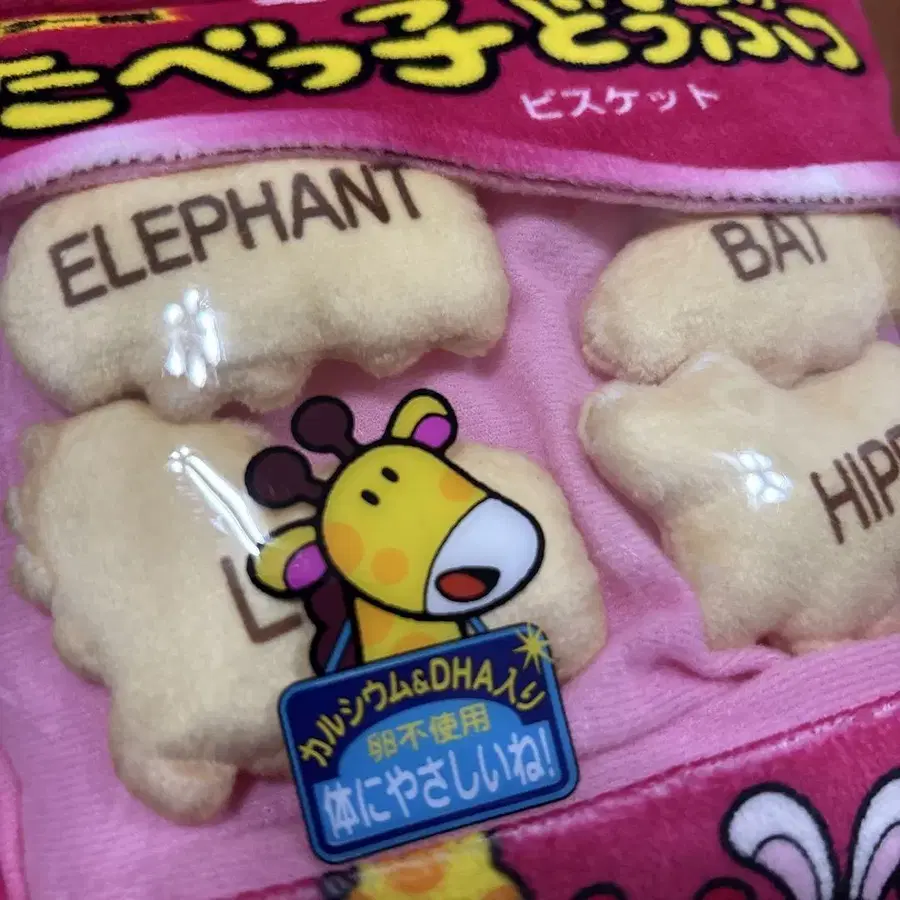 たべっ子どうぶつ
ビスケット
ELEPHANT
BAT
HIPP
L
カルシウム&DHA入り
卵不使用
体にやさしいね!